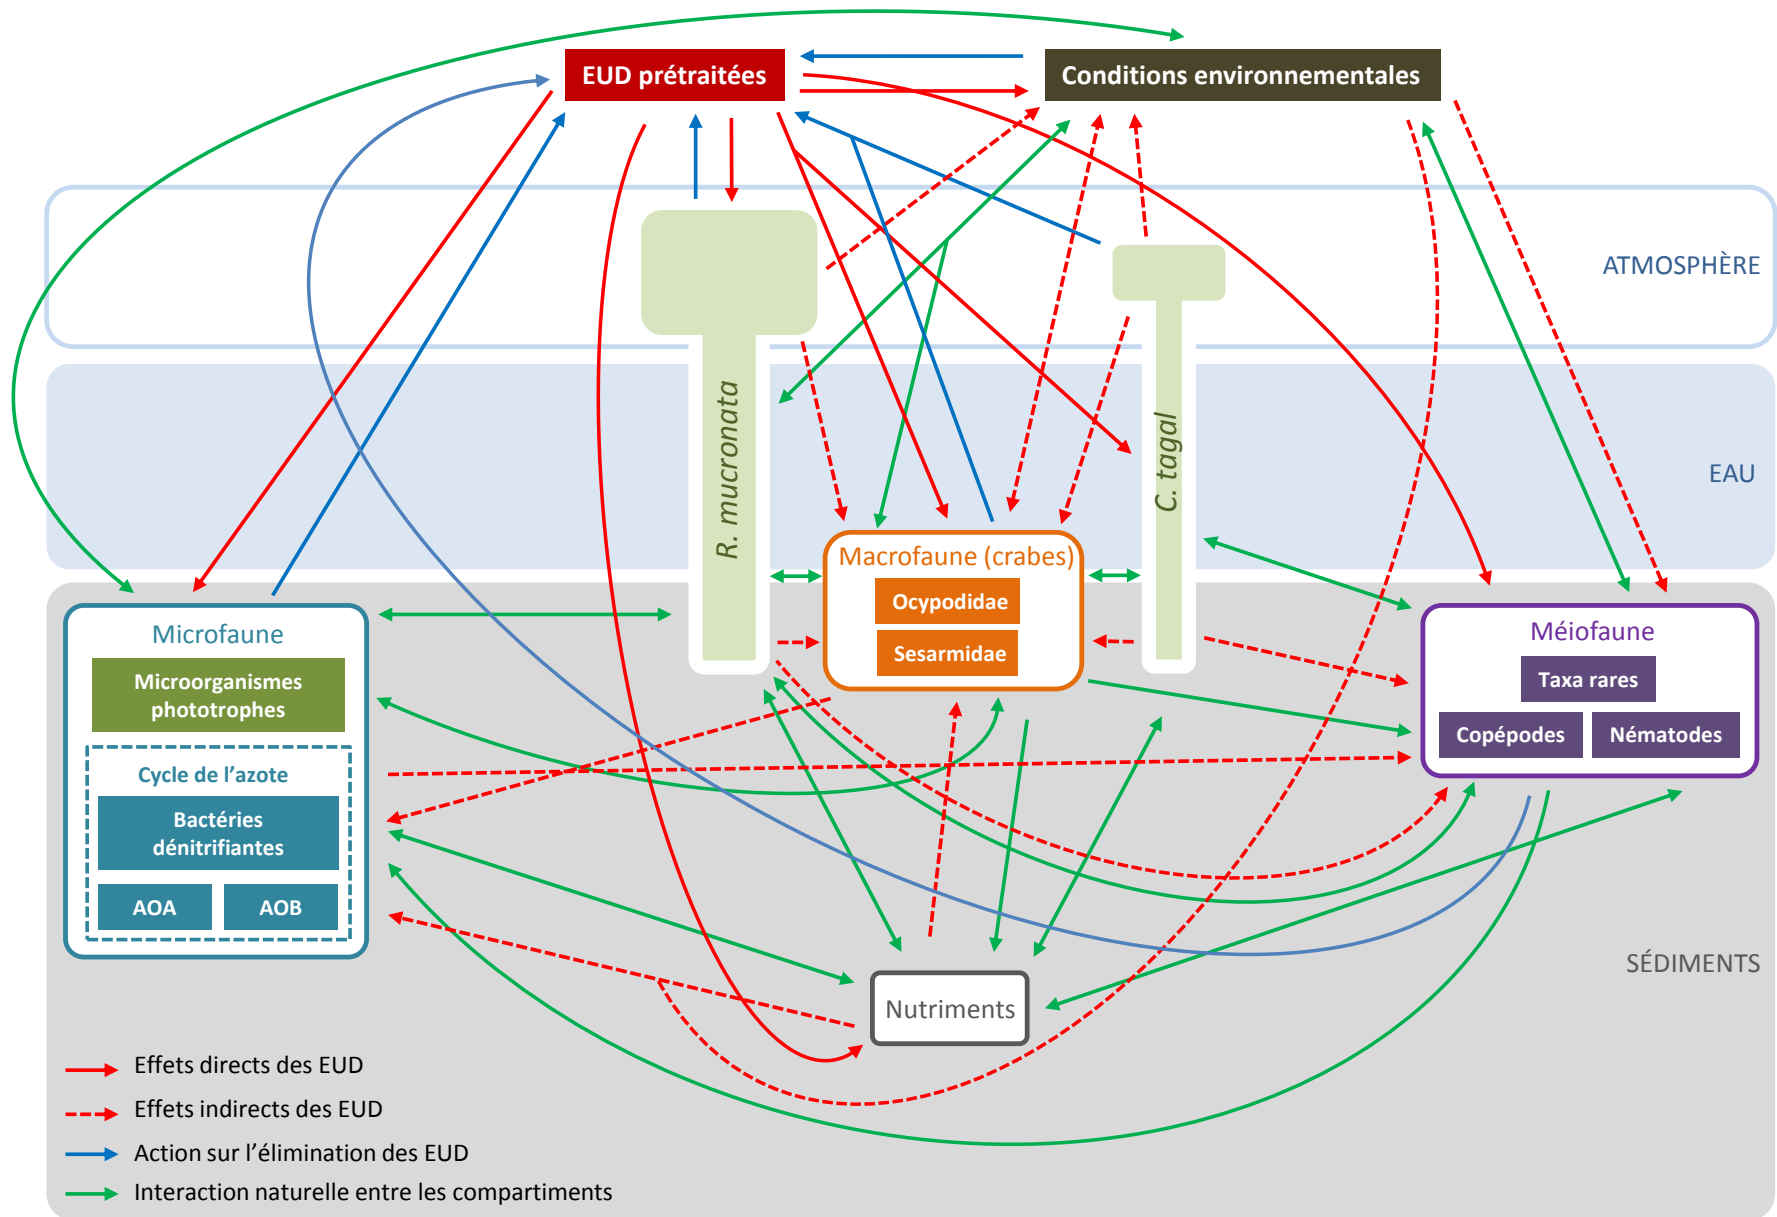 EUD prétraitées
Conditions environnementales
ATMOSPHÈRE
R. mucronata
C. tagal
EAU
Macrofaune (crabes)
Ocypodidae
Sesarmidae
Microfaune
Microorganismes
phototrophes
Cycle de l’azote
Bactéries
dénitrifiantes
AOA
AOB
Méiofaune
Taxa rares
Copépodes
Nématodes
SÉDIMENTS
Nutriments
Effets directs des EUD
Effets indirects des EUD
Action sur l’élimination des EUD
Interaction naturelle entre les compartiments